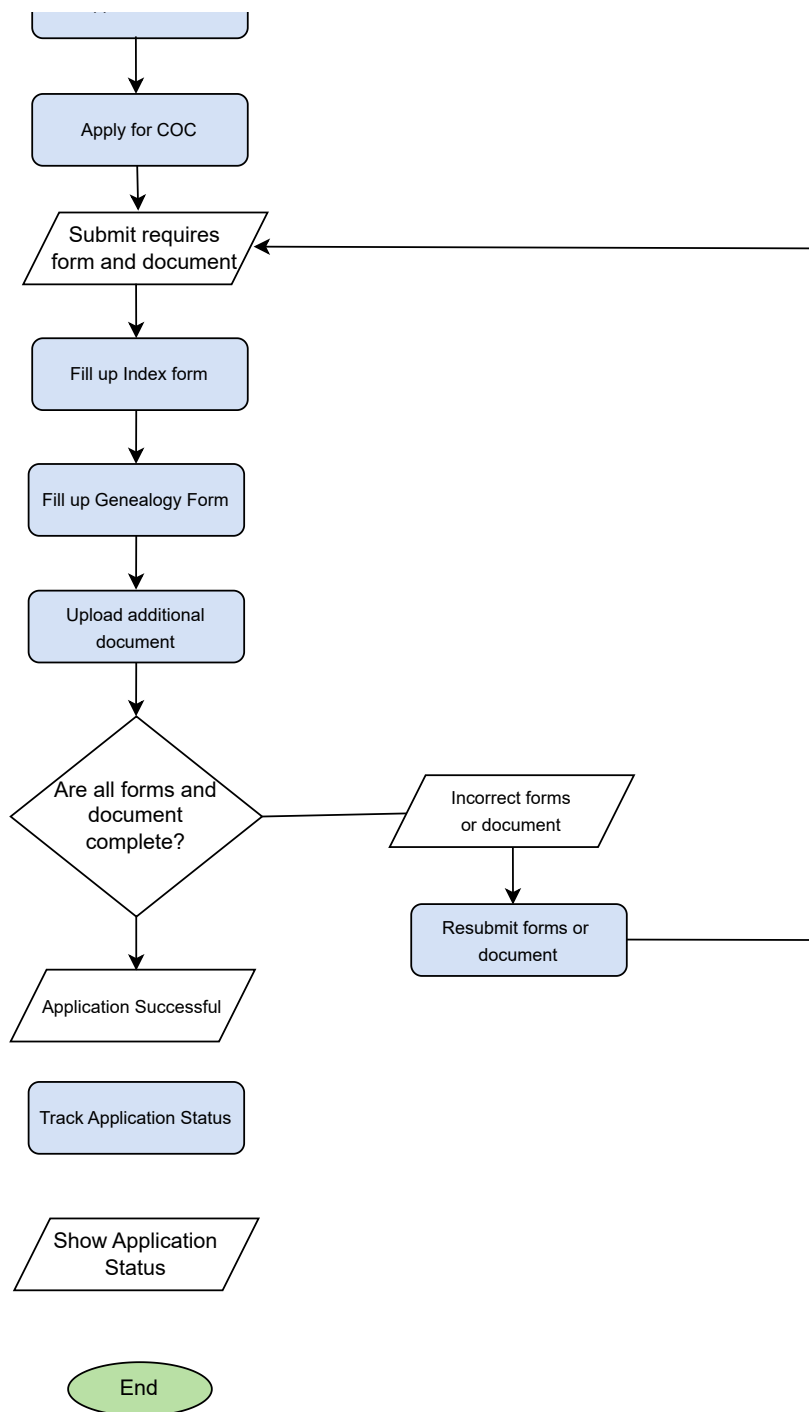 Apply for COC
Submit requires
form and document
Fill up Index form
Fill up Genealogy Form
Upload additional
document
Are all forms and
document
complete?
Incorrect forms
or document
Resubmit forms or
document
Application Successful
Track Application Status
Show Application
Status
End